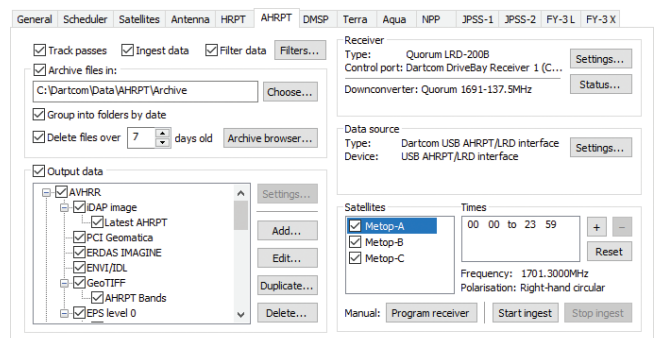 General Scheduler Satellites Antenna HRPT AHRPT DMSP Terra Aqua NPP JPSS-1 JPSS-2 FY-3L FY-3X
Track passes Ingest data Filter data Filters...
Archive files in:
C:\Dartcom\Data\AHRPT\Archive Choose...
Group into folders by date
Delete files over 7 days old Archive browser...
Output data
AVHRR
iDAP image
Latest AHRPT
PCI Geomatica
ERDAS IMAGINE
ENVI/IDL
GeoTIFF
AHRPT Bands
EPS level 0
Settings...
Add...
Edit...
Duplicate...
Delete...
Receiver
Type: Quorum LRD-200B
Control port: Dartcom DriveBay Receiver 1 (C...
Settings...
Downconverter: Quorum 1691-137.5MHz
Status...
Data source
Type: Dartcom USB AHRPT/LRD interface
Device: USB AHRPT/LRD interface
Settings...
Satellites
Metop-A
Metop-B
Metop-C
Times
00 00 to 23 59
+ −
Reset
Frequency: 1701.3000MHz
Polarisation: Right-hand circular
Manual: Program receiver Start ingest Stop ingest